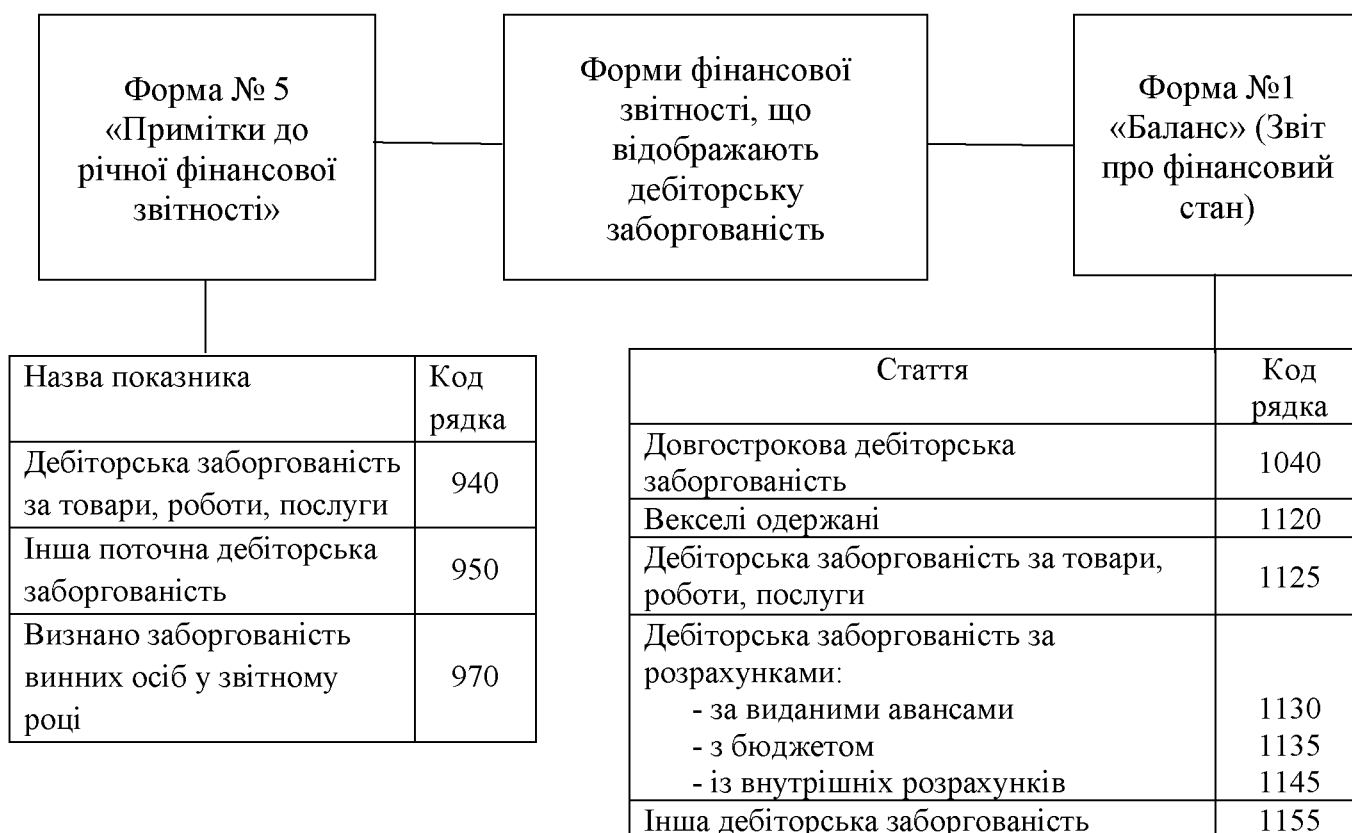 Форма № 5
«Примітки до
річної фінансової
звітності»
Форми фінансової
звітності, що
відображають
дебіторську
заборгованість
Форма №1
«Баланс» (Звіт
про фінансовий
стан)
Назва показника
Код
рядка
Дебіторська заборгованість
за товари, роботи, послуги
940
Інша поточна дебіторська
заборгованість
950
Визнано заборгованість
винних осіб у звітному
році
970
Стаття
Код
рядка
Довгострокова дебіторська
заборгованість
1040
Векселі одержані
1120
Дебіторська заборгованість за товари,
роботи, послуги
1125
Дебіторська заборгованість за
розрахунками:
- за виданими авансами 1130
- з бюджетом 1135
- із внутрішніх розрахунків 1145
Інша дебіторська заборгованість 1155